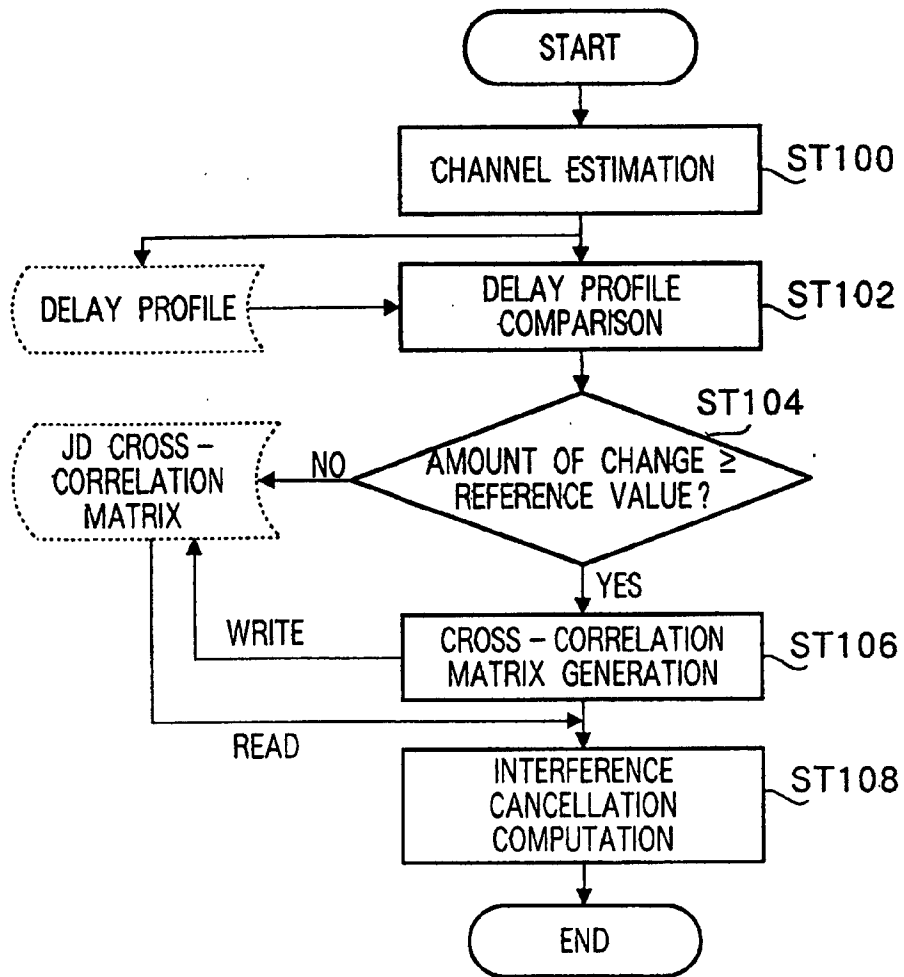 START
CHANNEL ESTIMATION
ST100
DELAY PROFILE
DELAY PROFILE
COMPARISON
ST102
ST104
JD CROSS-
CORRELATION
MATRIX
NO
AMOUNT OF CHANGE ≥
REFERENCE VALUE?
YES
WRITE
CROSS-CORRELATION
MATRIX GENERATION
ST106
READ
INTERFERENCE
CANCELLATION
COMPUTATION
ST108
END